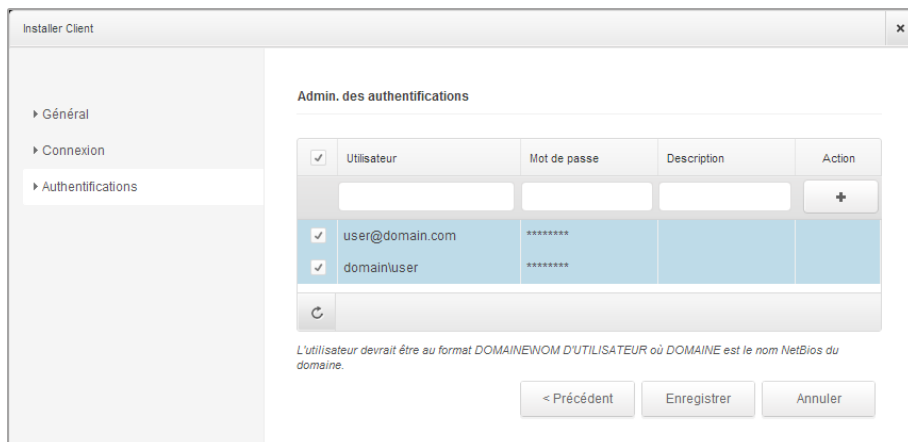 Installer Client
Général
Connexion
Authentifications
Admin. des authentifications
Utilisateur Mot de passe Description Action
user@domain.com ********
domain\user ********
L'utilisateur devrait être au format DOMAINE\NOM D'UTILISATEUR où DOMAINE est le nom NetBios du
domaine.
< Précédent Enregistrer Annuler